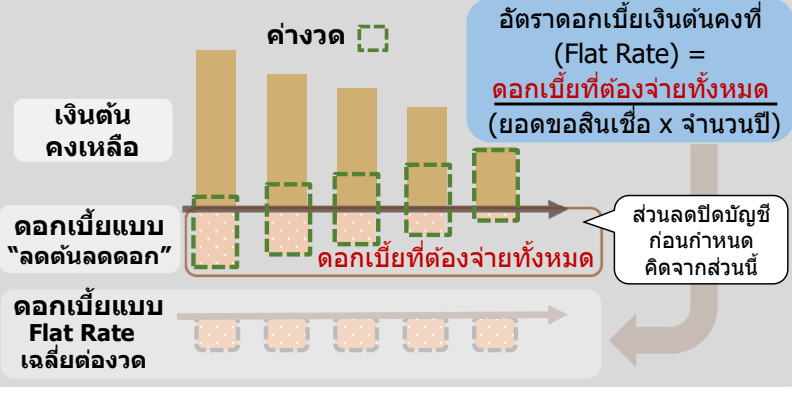 ค่างวด
อัตราดอกเบี้ยเงินต้นคงที่
(Flat Rate) =
ดอกเบี้ยที่ต้องจ่ายทั้งหมด
(ยอดขอสินเชื่อ x จำนวนปี)
เงินต้น
คงเหลือ
ดอกเบี้ยแบบ
“ลดต้นลดดอก”
ดอกเบี้ยที่ต้องจ่ายทั้งหมด
ส่วนลดปิดบัญชี
ก่อนกำหนด
คิดจากส่วนนี้
ดอกเบี้ยแบบ
Flat Rate
เฉลี่ยต่องวด